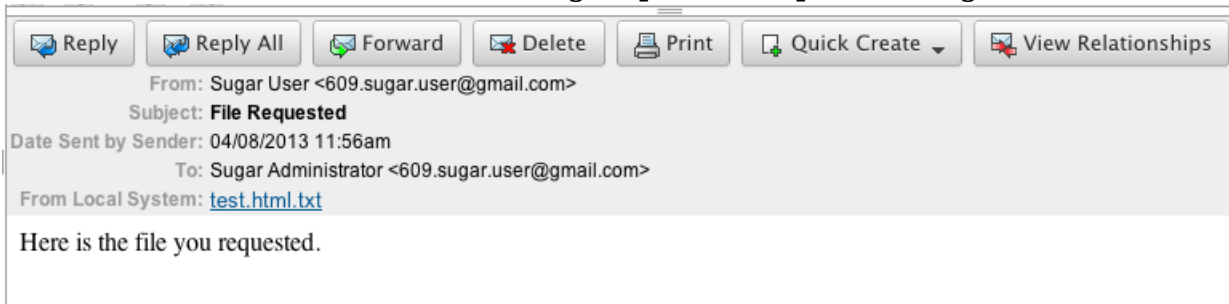 Reply Reply All Forward Delete Print Quick Create View Relationships
From: Sugar User <609.sugar.user@gmail.com>
Subject: File Requested
Date Sent by Sender: 04/08/2013 11:56am
To: Sugar Administrator <609.sugar.user@gmail.com>
From Local System: test.html.txt
Here is the file you requested.